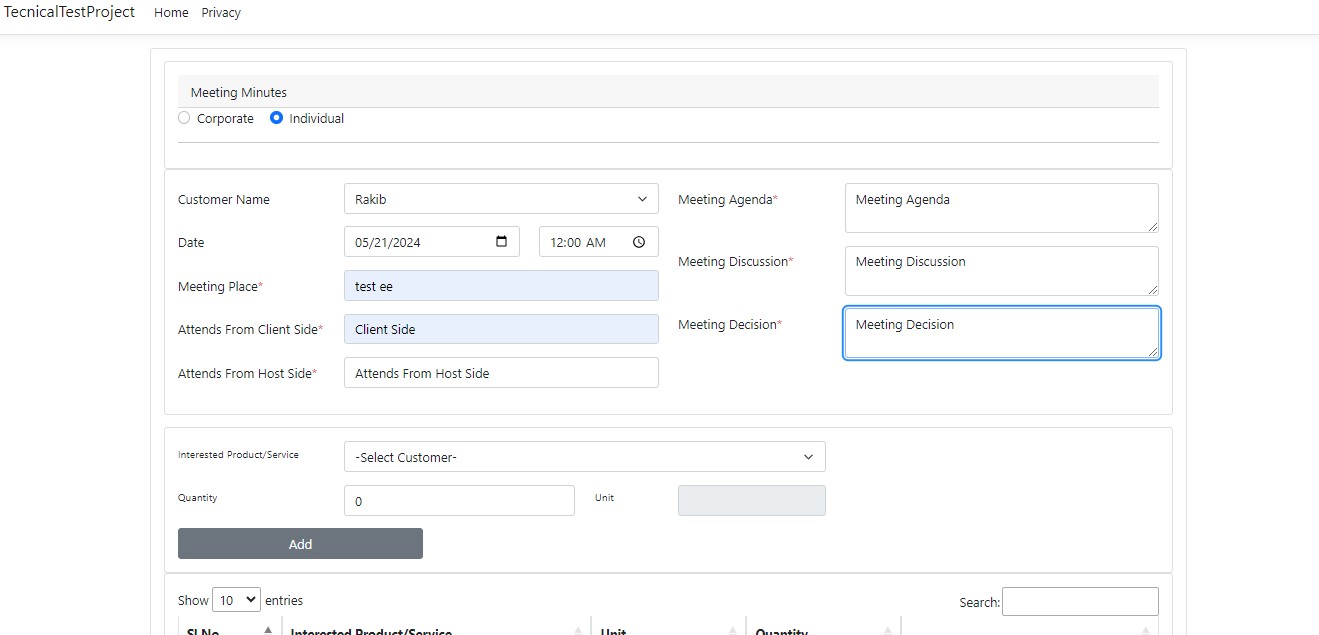 TecnicalTestProject Home Privacy
Meeting Minutes
Corporate Individual
Customer Name Rakib
Date 05/21/2024 12:00 AM
Meeting Place* test ee
Attends From Client Side* Client Side
Attends From Host Side* Attends From Host Side
Meeting Agenda* Meeting Agenda
Meeting Discussion* Meeting Discussion
Meeting Decision* Meeting Decision
Interested Product/Service -Select Customer-
Quantity 0 Unit
Add
Show 10 entries Search:
SI No Interested Product/Service Unit Quantity